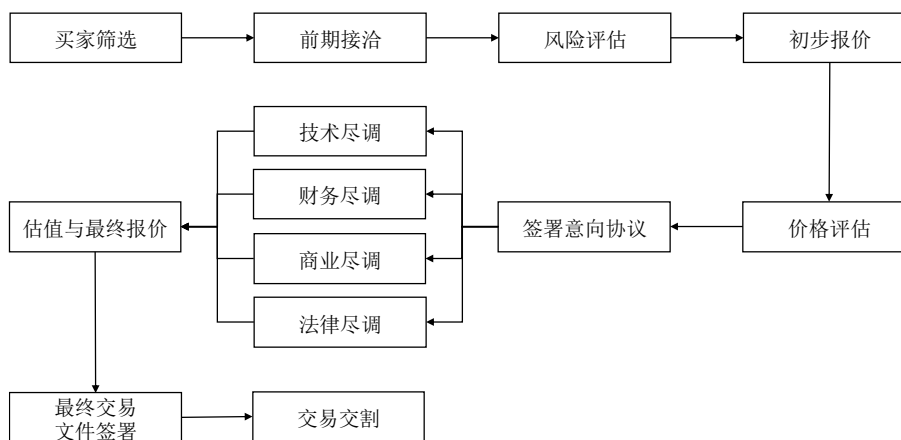 买家筛选
前期接洽
风险评估
初步报价
技术尽调
财务尽调
估值与最终报价
签署意向协议
价格评估
商业尽调
法律尽调
最终交易
文件签署
交易交割